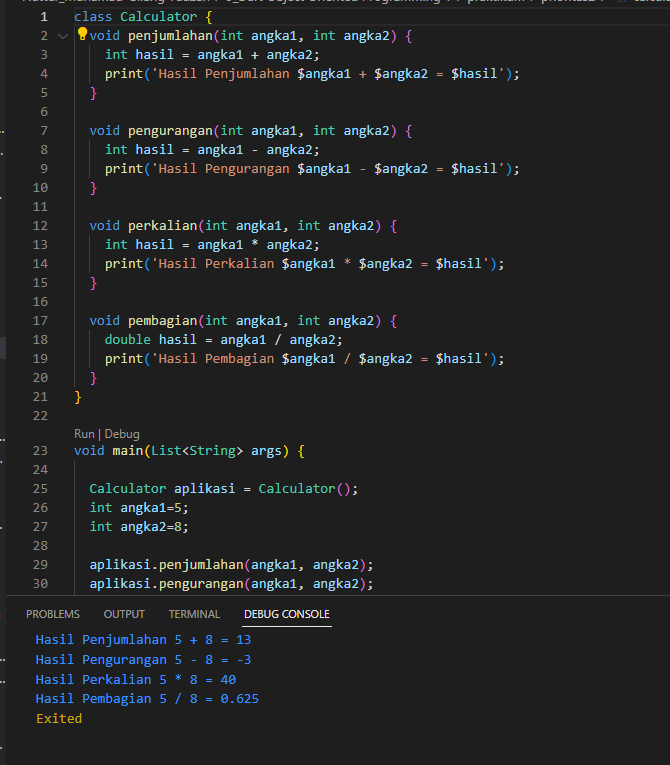 1 class Calculator {
2 void penjumlahan(int angka1, int angka2) {
3 int hasil = angka1 + angka2;
4 print('Hasil Penjumlahan $angka1 + $angka2 = $hasil');
5 }
6
7 void pengurangan(int angka1, int angka2) {
8 int hasil = angka1 - angka2;
9 print('Hasil Pengurangan $angka1 - $angka2 = $hasil');
10 }
11
12 void perkalian(int angka1, int angka2) {
13 int hasil = angka1 * angka2;
14 print('Hasil Perkalian $angka1 * $angka2 = $hasil');
15 }
16
17 void pembagian(int angka1, int angka2) {
18 double hasil = angka1 / angka2;
19 print('Hasil Pembagian $angka1 / $angka2 = $hasil');
20 }
21 }
22
Run | Debug
23 void main(List<String> args) {
24
25 Calculator aplikasi = Calculator();
26 int angka1=5;
27 int angka2=8;
28
29 aplikasi.penjumlahan(angka1, angka2);
30 aplikasi.pengurangan(angka1, angka2);
PROBLEMS OUTPUT TERMINAL DEBUG CONSOLE
Hasil Penjumlahan 5 + 8 = 13
Hasil Pengurangan 5 - 8 = -3
Hasil Perkalian 5 * 8 = 40
Hasil Pembagian 5 / 8 = 0.625
Exited